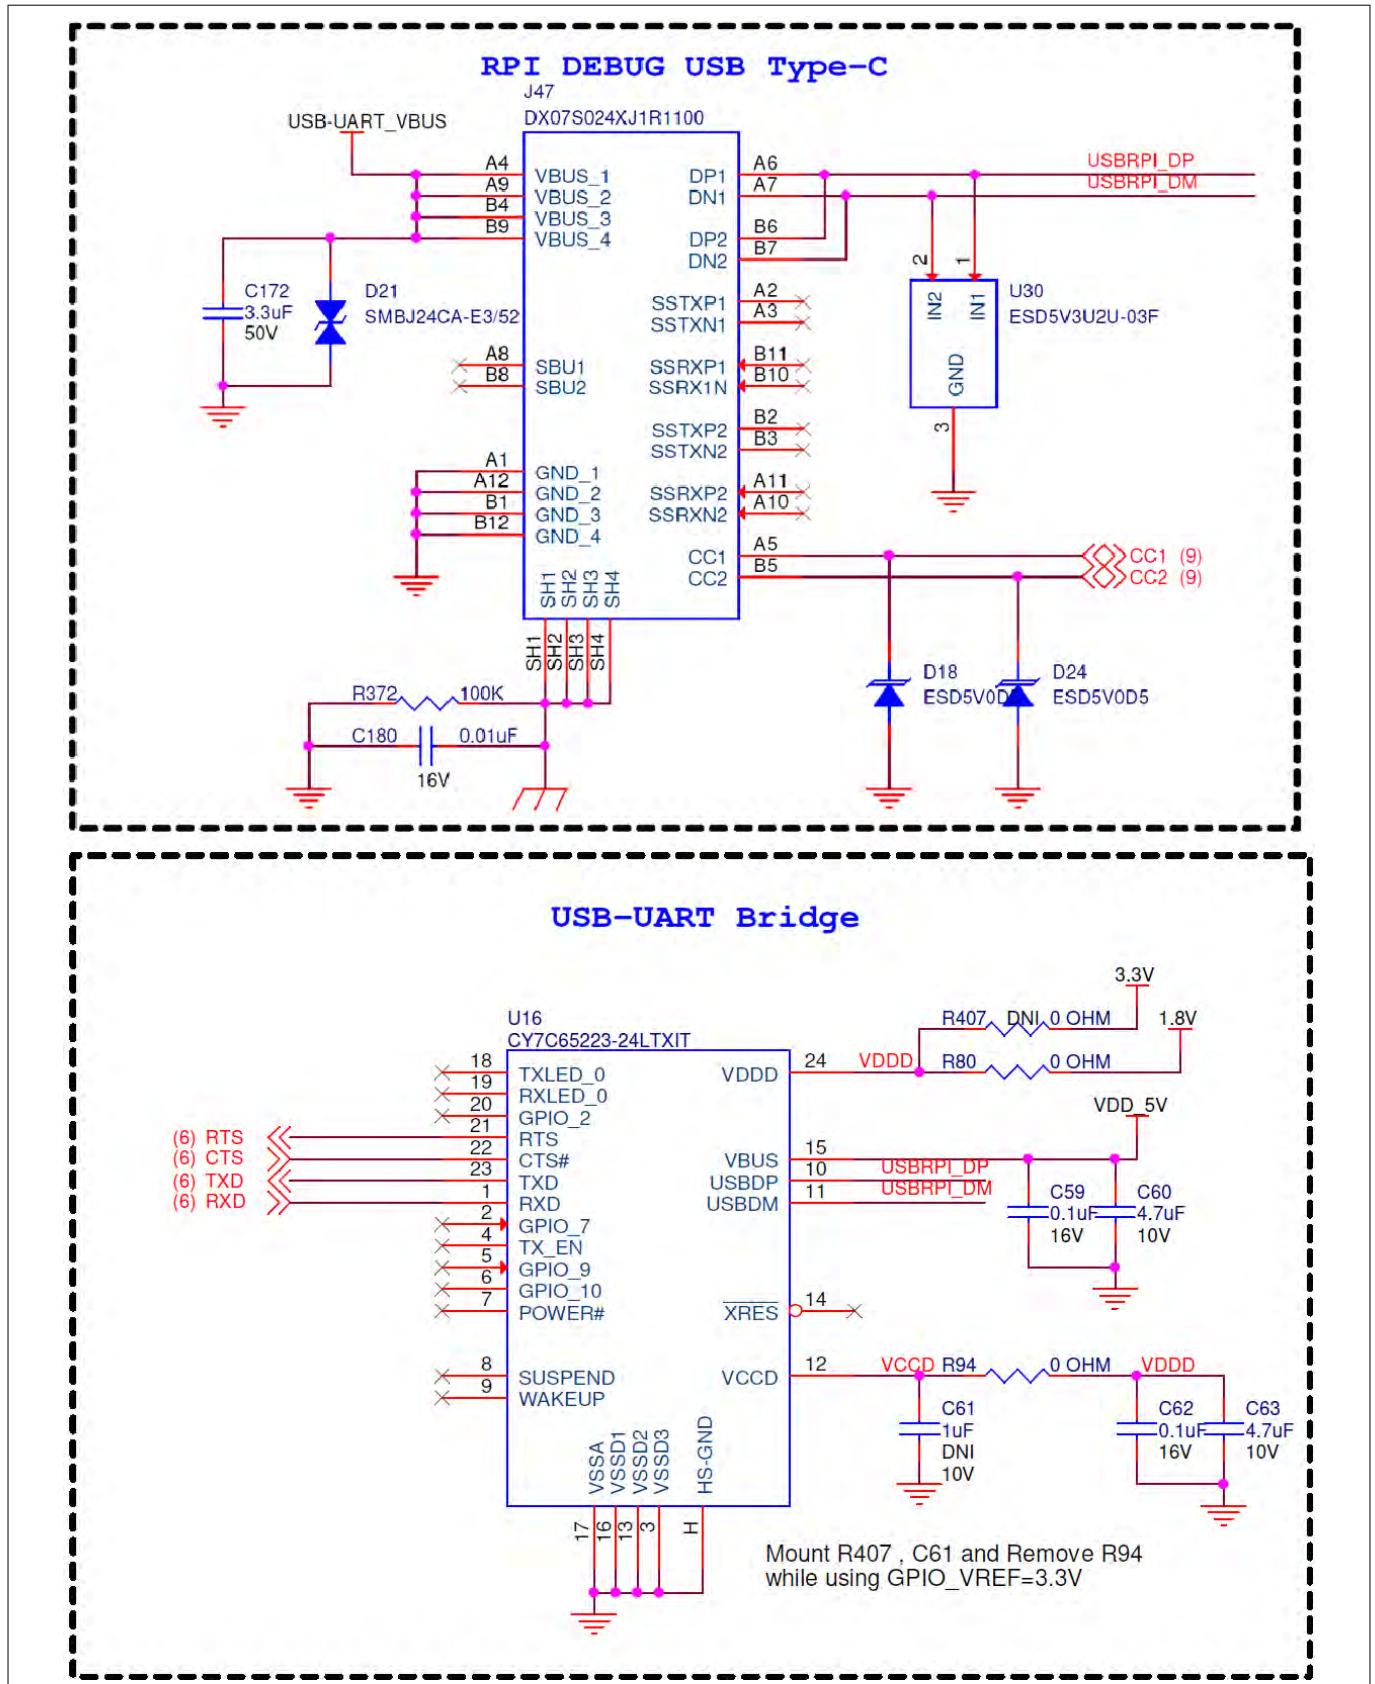 RPI DEBUG USB Type-C
J47
DX07S024XJ1R1100
USB-UART_VBUS
A4 VBUS_1
A9 VBUS_2
B4 VBUS_3
B9 VBUS_4
C172
3.3uF
50V
D21
SMBJ24CA-E3/52
A8 SBU1
B8 SBU2
A1 GND_1
A12 GND_2
B1 GND_3
B12 GND_4
SH1 SH2 SH3 SH4
SH1 SH2 SH3 SH4
R372 100K
C180 0.01uF
16V
DP1 A6 USBRPI_DP
DN1 A7 USBRPI_DM
DP2 B6
DN2 B7
SSTXP1 A2
SSTXN1 A3
SSRXP1 B11
SSRX1N B10
SSTXP2 B2
SSTXN2 B3
SSRXP2 A11
SSRXN2 A10
CC1 A5 CC1 (9)
CC2 B5 CC2 (9)
2 1
IN2 IN1
GND
3
U30
ESD5V3U2U-03F
D18
ESD5V0D
D24
ESD5V0D5
USB-UART Bridge
U16
CY7C65223-24LTXIT
18 TXLED_0
19 RXLED_0
20 GPIO_2
(6) RTS 21 RTS
(6) CTS 22 CTS#
(6) TXD 23 TXD
(6) RXD 1 RXD
2 GPIO_7
4 TX_EN
5 GPIO_9
6 GPIO_10
7 POWER#
8 SUSPEND
9 WAKEUP
VSSA VSSD1 VSSD2 VSSD3 HS-GND
17 16 13 3 H
3.3V
R407 DNI 0 OHM 1.8V
VDDD 24 VDDD R80 0 OHM
VDD_5V
VBUS 15
USBDP 10 USBRPI_DP
USBDM 11 USBRPI_DM
C59
0.1uF
16V
C60
4.7uF
10V
XRES 14
VCCD 12 VCCD R94 0 OHM VDDD
C61
1uF
DNI
10V
C62
0.1uF
16V
C63
4.7uF
10V
Mount R407 , C61 and Remove R94
while using GPIO_VREF=3.3V